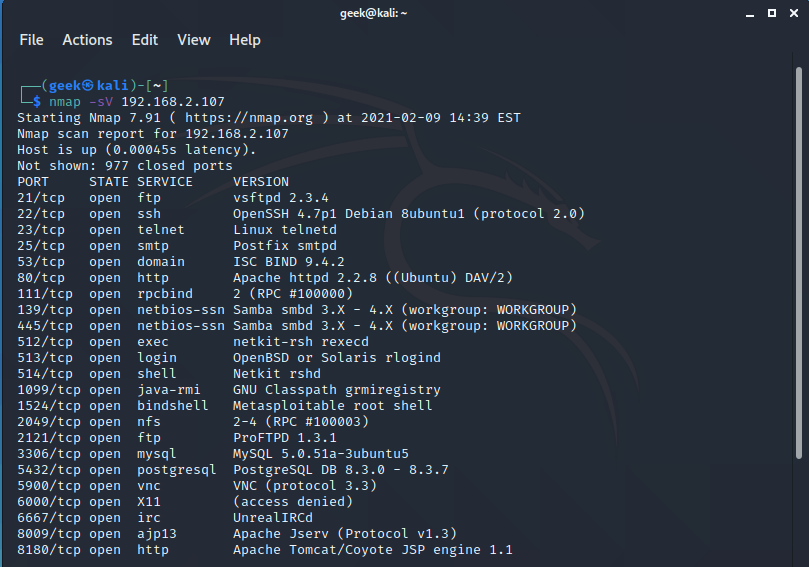 geek@kali: ~
File Actions Edit View Help
┌──(geek㉿kali)-[~]
└─$ nmap -sV 192.168.2.107
Starting Nmap 7.91 ( https://nmap.org ) at 2021-02-09 14:39 EST
Nmap scan report for 192.168.2.107
Host is up (0.00045s latency).
Not shown: 977 closed ports
PORT     STATE SERVICE     VERSION
21/tcp   open  ftp         vsftpd 2.3.4
22/tcp   open  ssh         OpenSSH 4.7p1 Debian 8ubuntu1 (protocol 2.0)
23/tcp   open  telnet      Linux telnetd
25/tcp   open  smtp        Postfix smtpd
53/tcp   open  domain      ISC BIND 9.4.2
80/tcp   open  http        Apache httpd 2.2.8 ((Ubuntu) DAV/2)
111/tcp  open  rpcbind     2 (RPC #100000)
139/tcp  open  netbios-ssn Samba smbd 3.X - 4.X (workgroup: WORKGROUP)
445/tcp  open  netbios-ssn Samba smbd 3.X - 4.X (workgroup: WORKGROUP)
512/tcp  open  exec        netkit-rsh rexecd
513/tcp  open  login       OpenBSD or Solaris rlogind
514/tcp  open  shell       Netkit rshd
1099/tcp open  java-rmi    GNU Classpath grmiregistry
1524/tcp open  bindshell   Metasploitable root shell
2049/tcp open  nfs         2-4 (RPC #100003)
2121/tcp open  ftp         ProFTPD 1.3.1
3306/tcp open  mysql       MySQL 5.0.51a-3ubuntu5
5432/tcp open  postgresql  PostgreSQL DB 8.3.0 - 8.3.7
5900/tcp open  vnc         VNC (protocol 3.3)
6000/tcp open  X11         (access denied)
6667/tcp open  irc         UnrealIRCd
8009/tcp open  ajp13       Apache Jserv (Protocol v1.3)
8180/tcp open  http        Apache Tomcat/Coyote JSP engine 1.1